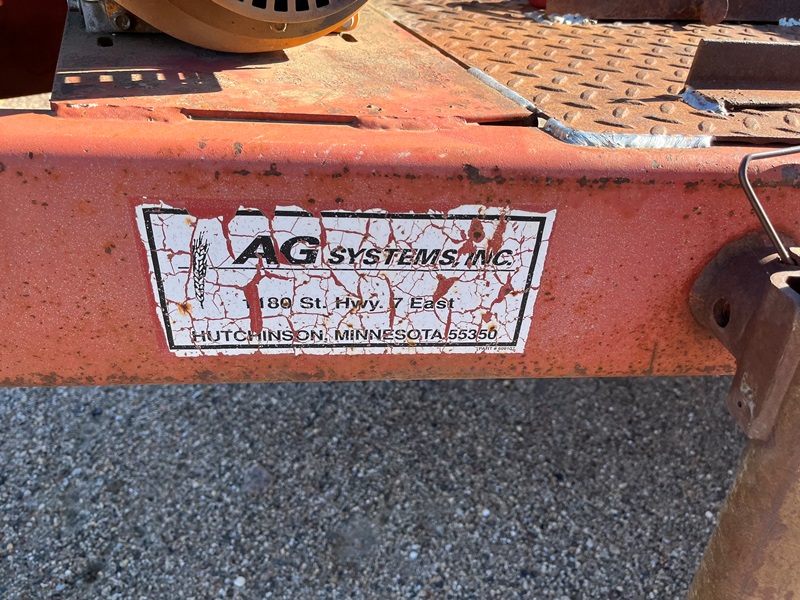 AG SYSTEMS, INC.
1180 St. Hwy. 7 East
HUTCHINSON, MINNESOTA 55350